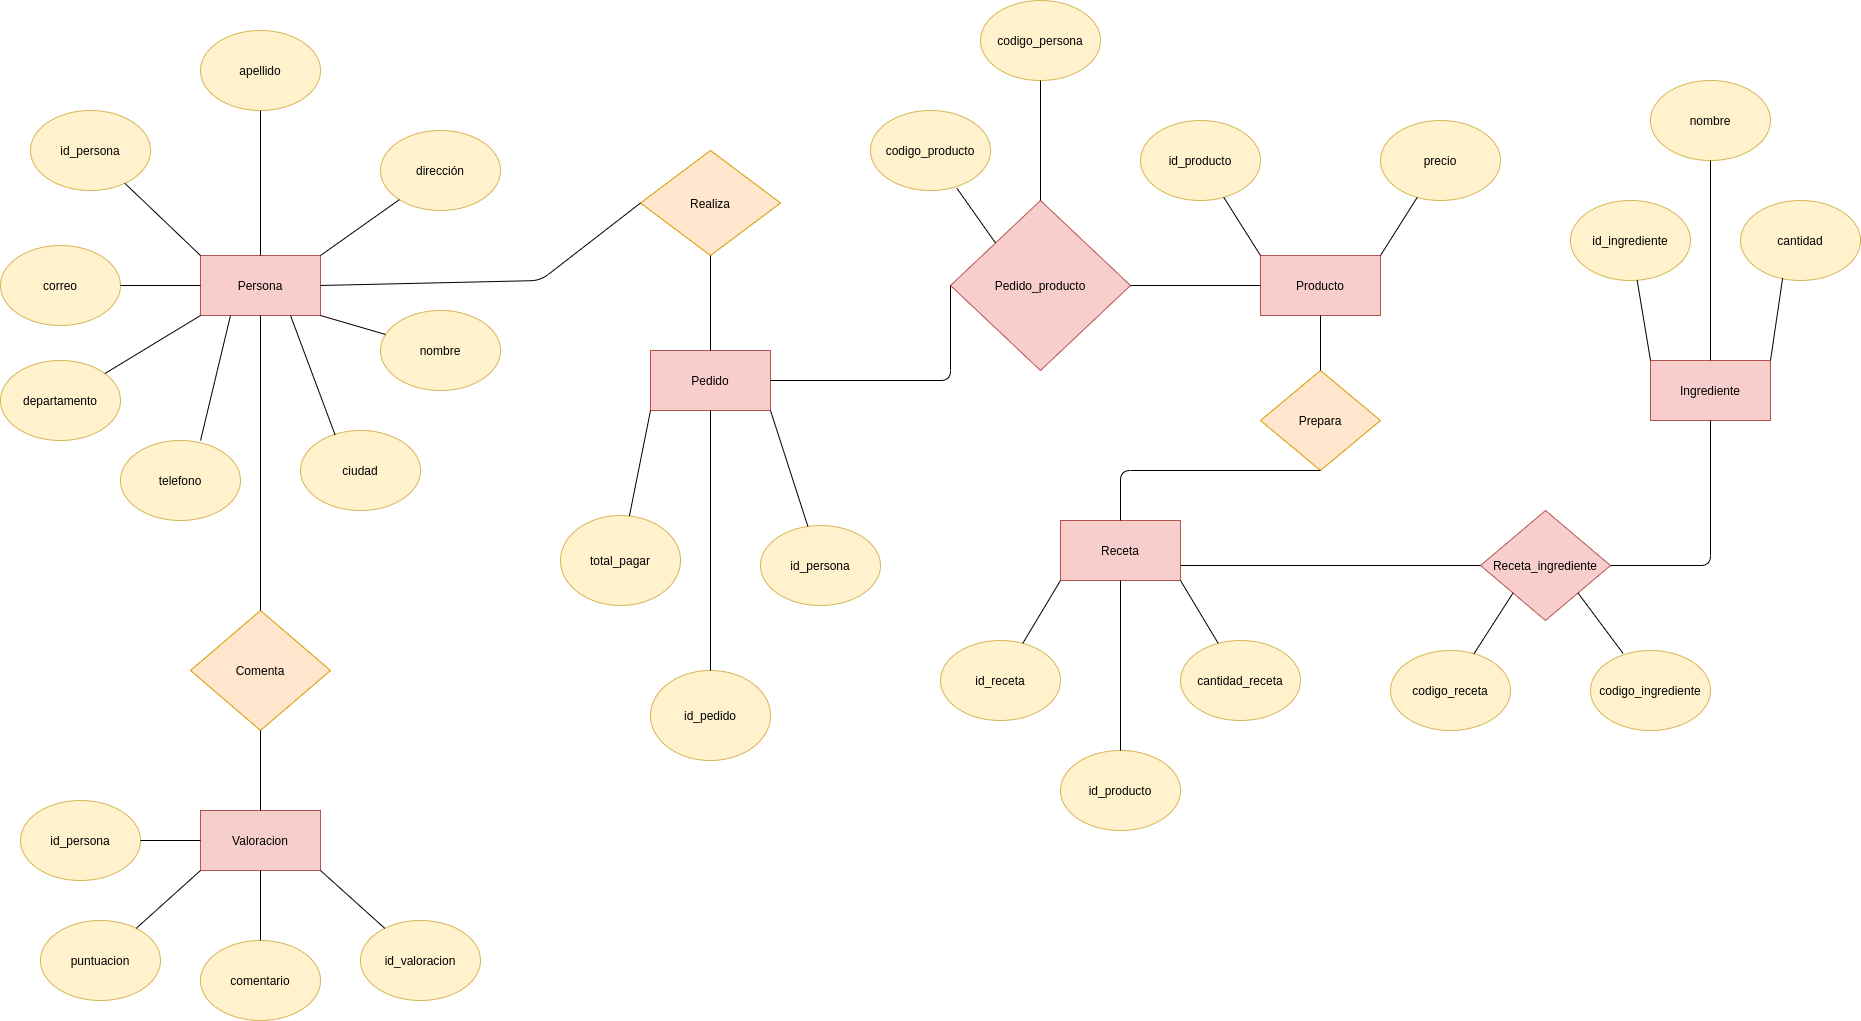 codigo_persona
apellido
nombre
id_persona
codigo_producto
id_producto
precio
dirección
Realiza
id_ingrediente
cantidad
correo
Persona
Pedido_producto
Producto
nombre
Pedido
Ingrediente
departamento
Prepara
telefono
ciudad
Receta
total_pagar
id_persona
Receta_ingrediente
Comenta
id_receta
cantidad_receta
codigo_receta
codigo_ingrediente
id_pedido
id_producto
id_persona
Valoracion
puntuacion
comentario
id_valoracion